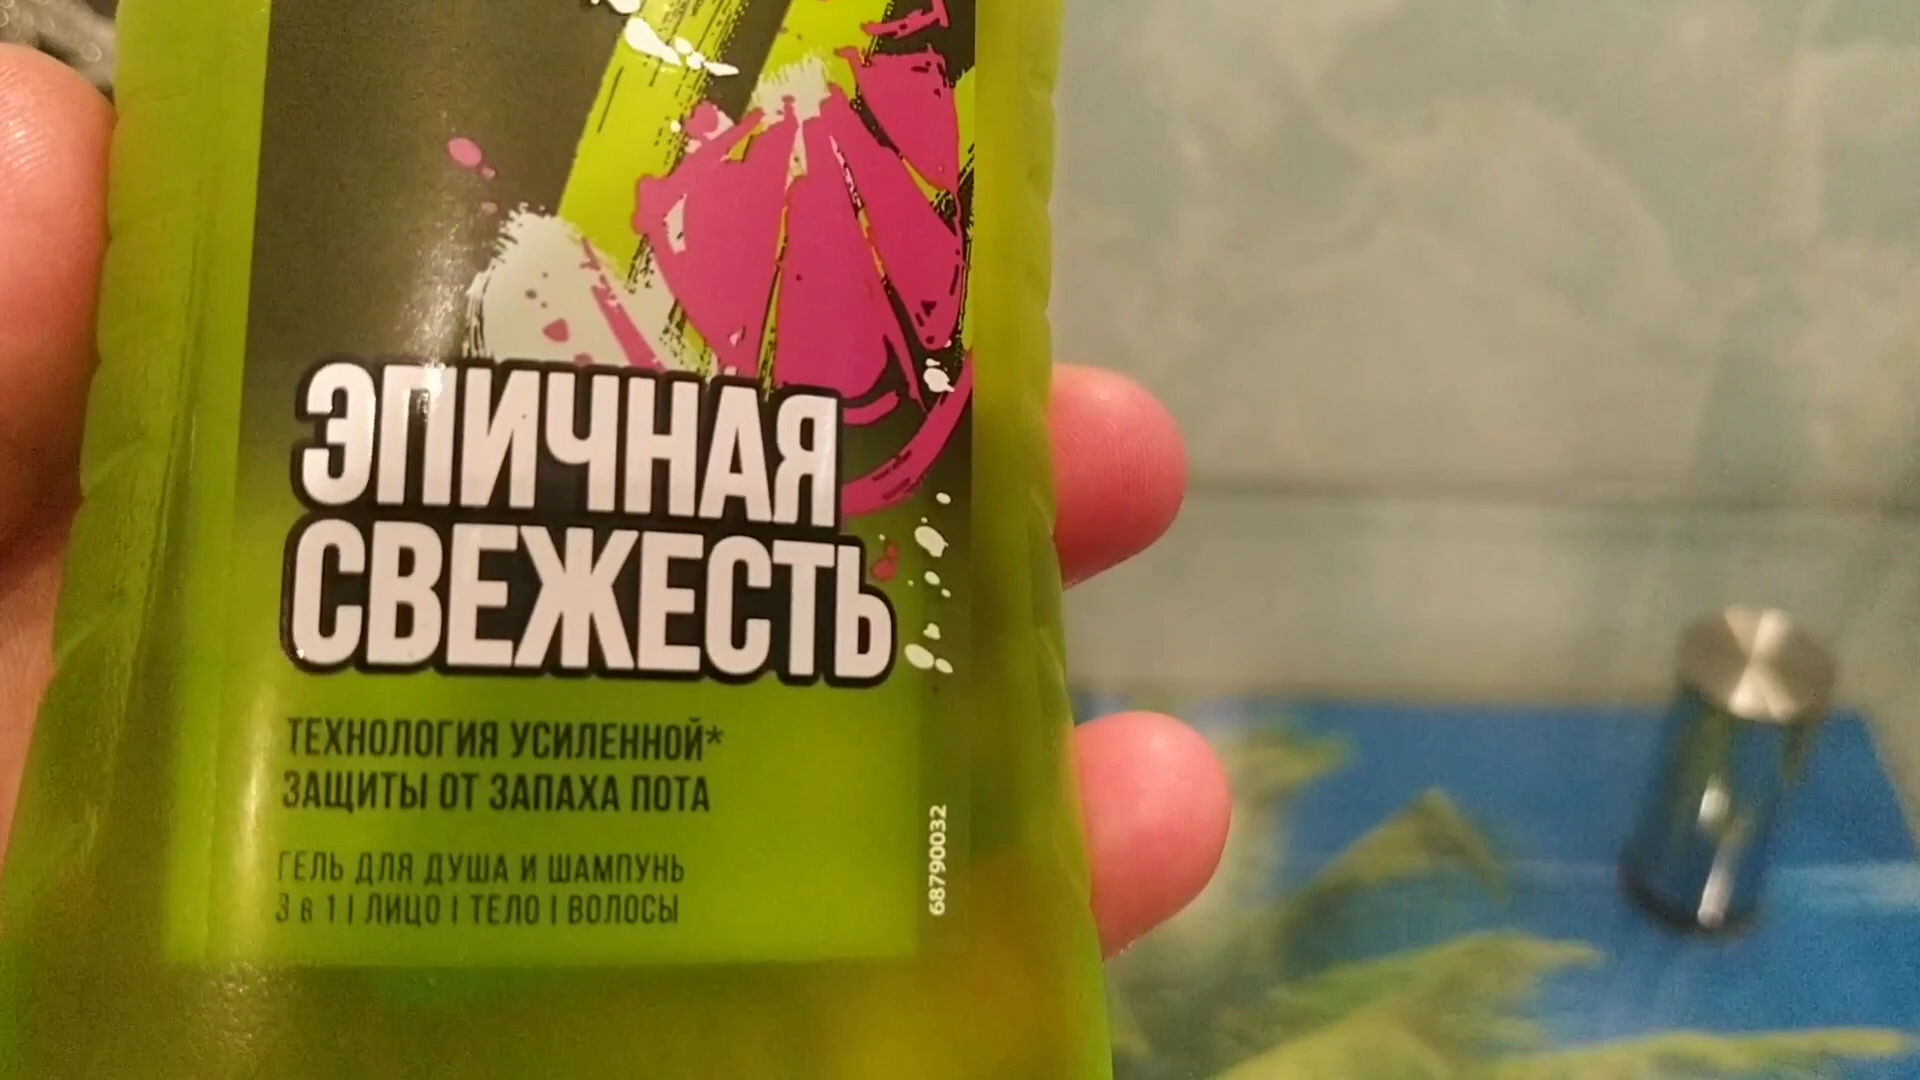 ЭПИЧНАЯ
СВЕЖЕСТЬ
ТЕХНОЛОГИЯ УСИЛЕННОЙ*
ЗАЩИТЫ ОТ ЗАПАХА ПОТА
ГЕЛЬ ДЛЯ ДУША И ШАМПУНЬ
3 в 1 | ЛИЦО | ТЕЛО | ВОЛОСЫ
68790032